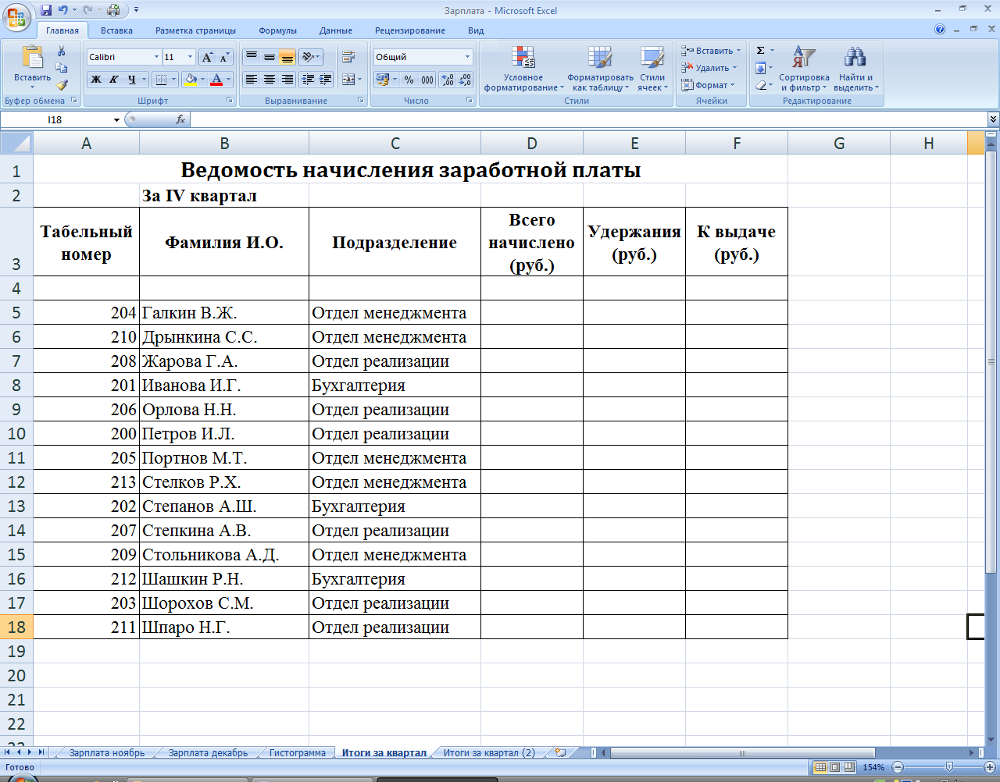 Зарплата - Microsoft Excel
Главная Вставка Разметка страницы Формулы Данные Рецензирование Вид
Вставить
Буфер обмена
Calibri 11
Ж К Ч
Шрифт
Выравнивание
Общий
% 000
Число
Условное форматирование
Форматировать как таблицу
Стили ячеек
Стили
Вставить
Удалить
Формат
Ячейки
Σ
Сортировка и фильтр
Найти и выделить
Редактирование
I18 fx
A B C D E F G H
1 Ведомость начисления заработной платы
2 За IV квартал
3 Табельный номер Фамилия И.О. Подразделение Всего начислено (руб.) Удержания (руб.) К выдаче (руб.)
4
5 204 Галкин В.Ж. Отдел менеджмента
6 210 Дрынкина С.С. Отдел менеджмента
7 208 Жарова Г.А. Отдел реализации
8 201 Иванова И.Г. Бухгалтерия
9 206 Орлова Н.Н. Отдел реализации
10 200 Петров И.Л. Отдел реализации
11 205 Портнов М.Т. Отдел менеджмента
12 213 Стелков Р.Х. Отдел менеджмента
13 202 Степанов А.Ш. Бухгалтерия
14 207 Степкина А.В. Отдел реализации
15 209 Стольникова А.Д. Отдел менеджмента
16 212 Шашкин Р.Н. Бухгалтерия
17 203 Шорохов С.М. Отдел реализации
18 211 Шпаро Н.Г. Отдел реализации
19
20
21
22
Зарплата ноябрь Зарплата декабрь Гистограмма Итоги за квартал Итоги за квартал (2)
Готово 154%